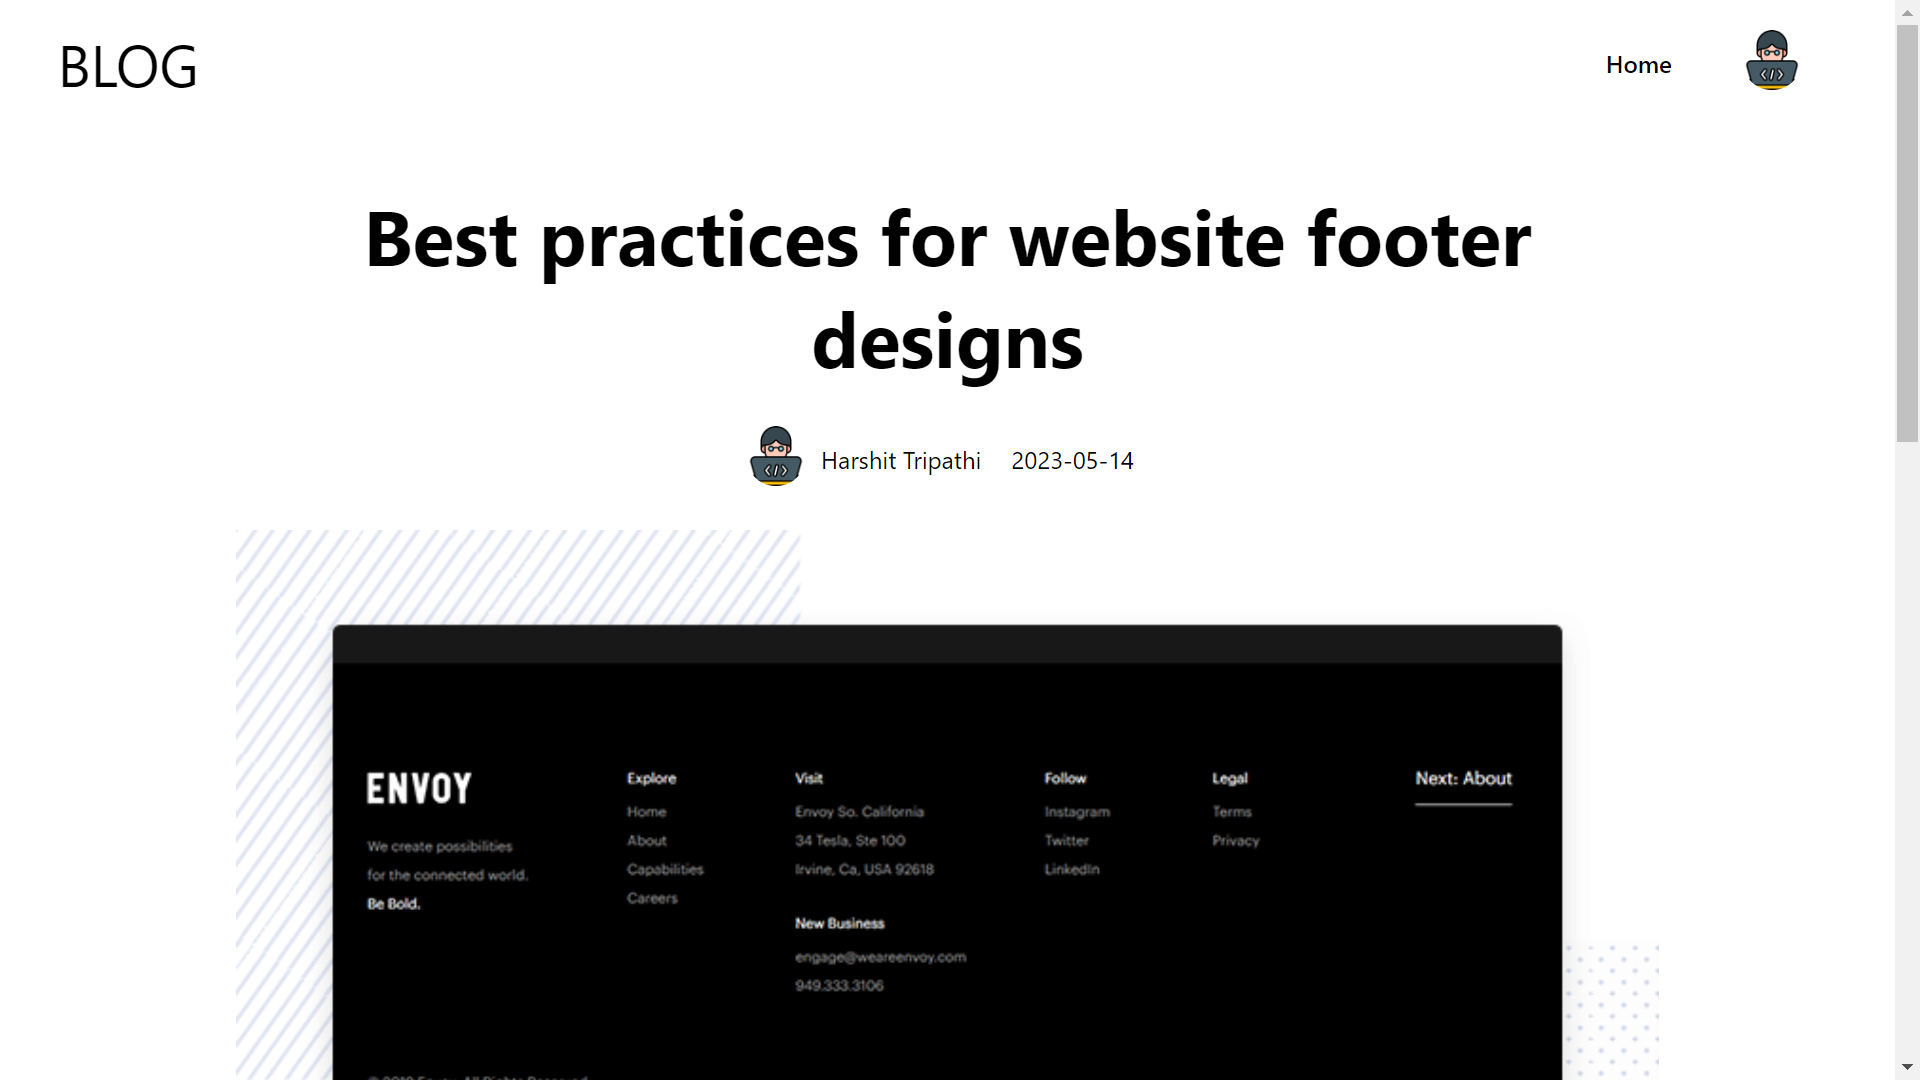 BLOG
Home
Best practices for website footer
designs
Harshit Tripathi 2023-05-14
ENVOY
We create possibilities
for the connected world.
Be Bold.
Explore
Home
About
Capabilities
Careers
Visit
Envoy So. California
34 Tesla, Ste 100
Irvine, Ca, USA 92618
New Business
engage@weareenvoy.com
949.333.3106
Follow
Instagram
Twitter
LinkedIn
Legal
Terms
Privacy
Next: About